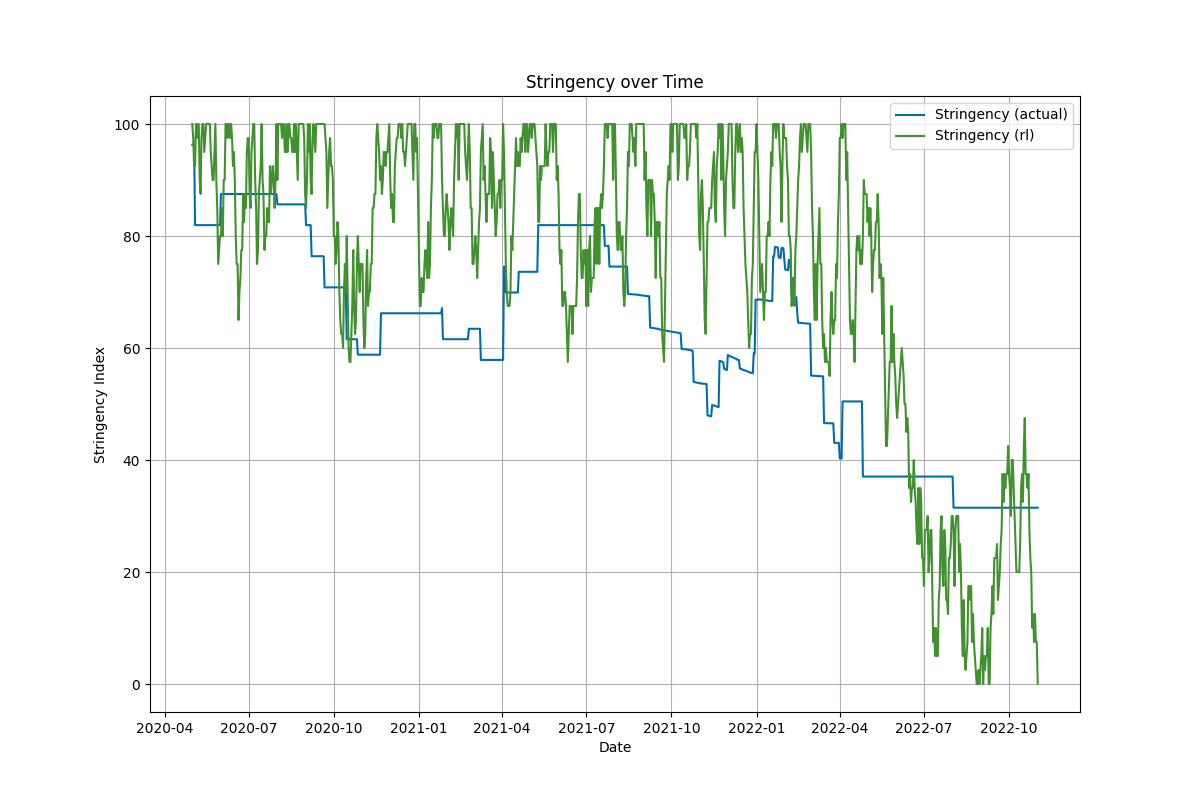 Stringency over Time
Stringency (actual)
Stringency (rl)
100
80
60
40
20
0
Stringency Index
2020-04 2020-07 2020-10 2021-01 2021-04 2021-07 2021-10 2022-01 2022-04 2022-07 2022-10
Date